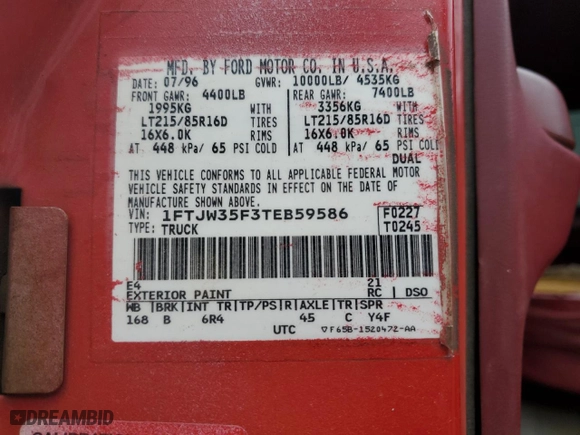 MFD. BY FORD MOTOR CO. IN U.S.A.
DATE: 07/96 GVWR: 10000LB/ 4535KG
FRONT GAWR: 4400LB REAR GAWR: 7400LB
1995KG WITH 3356KG WITH
LT215/85R16D TIRES LT215/85R16D TIRES
16X6.0K RIMS 16X6.0K RIMS
AT 448 kPa/ 65 PSI COLD AT 448 kPa/ 65 PSI COLD
DUAL
THIS VEHICLE CONFORMS TO ALL APPLICABLE FEDERAL MOTOR
VEHICLE SAFETY STANDARDS IN EFFECT ON THE DATE OF
MANUFACTURE SHOWN ABOVE.
VIN: 1FTJW35F3TEB59586 F0227
TYPE: TRUCK T0245
E4 21
EXTERIOR PAINT RC DSO
WB BRK INT TR TP/PS R AXLE TR SPR
168 B 6R4 45 C Y4F
UTC F65B-1520472-AA
DREAMBID